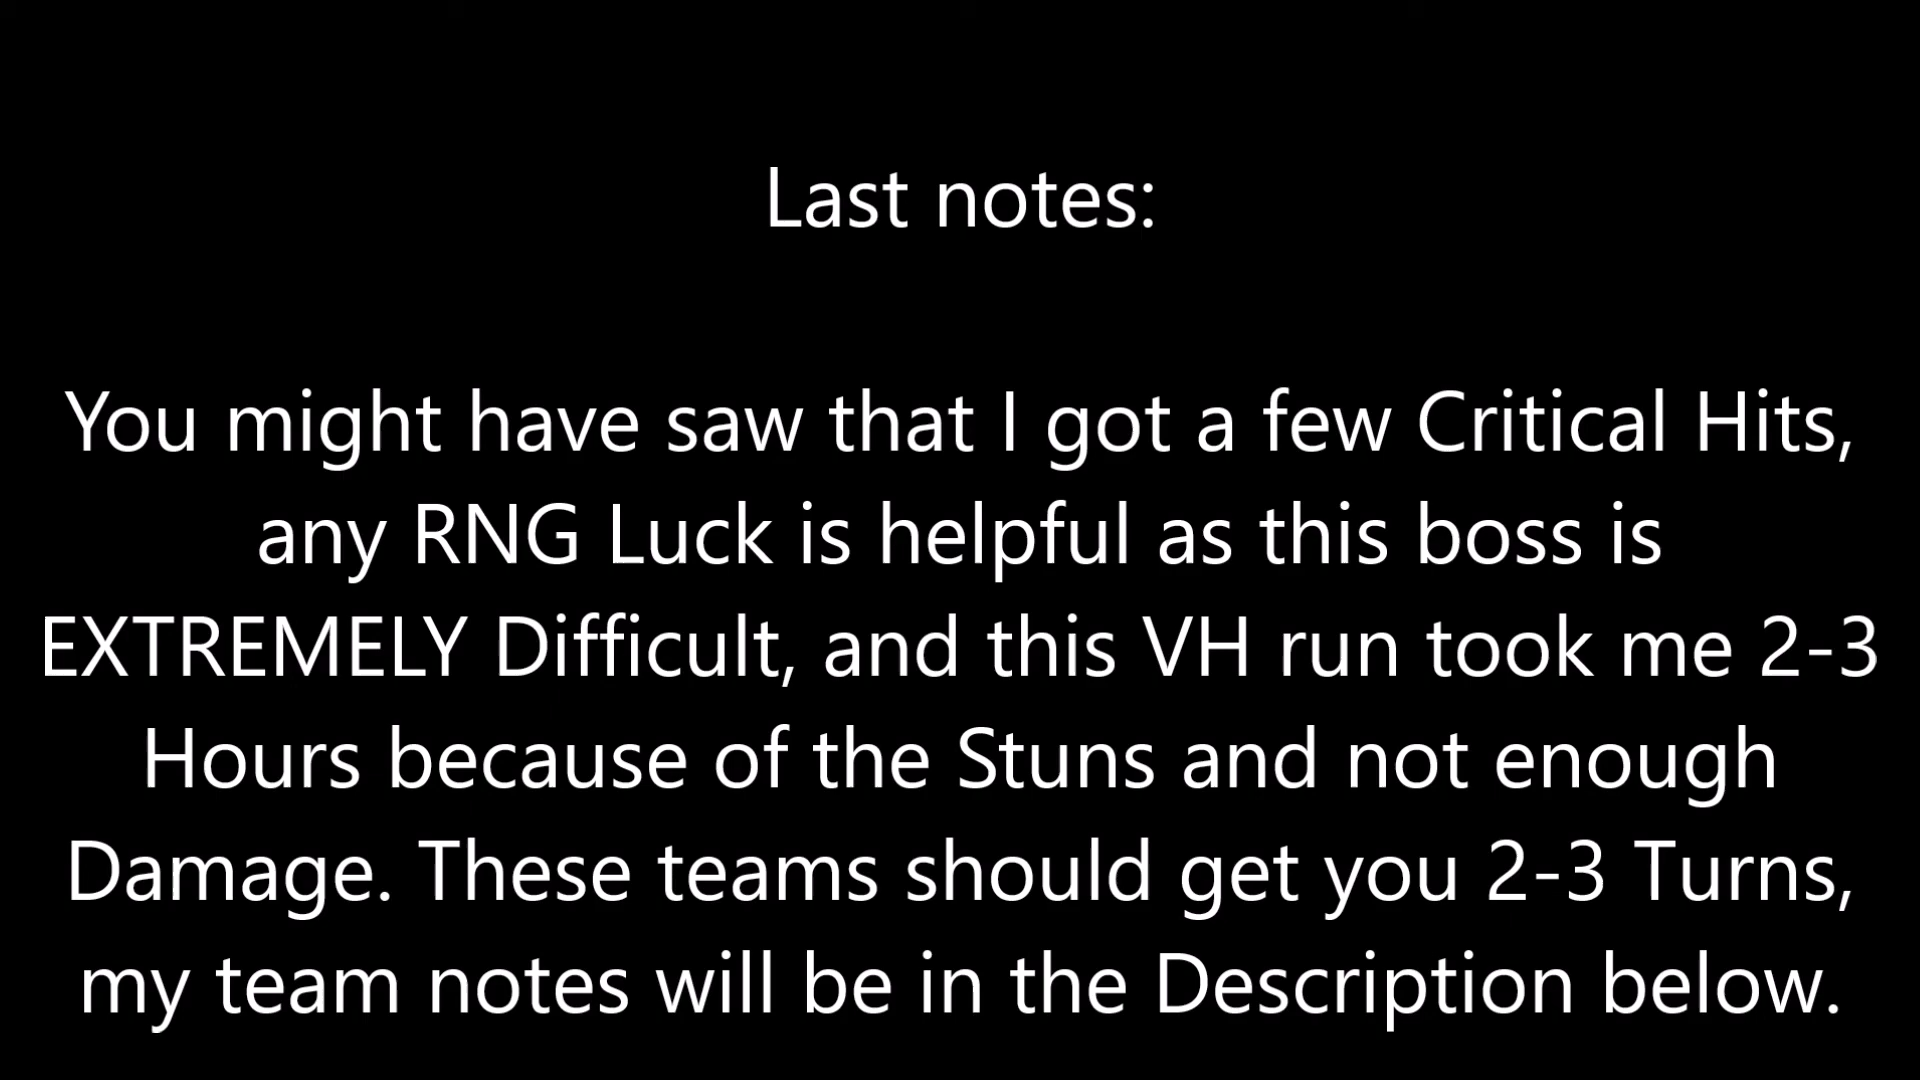 Last notes:
You might have saw that I got a few Critical Hits,
any RNG Luck is helpful as this boss is
EXTREMELY Difficult, and this VH run took me 2-3
Hours because of the Stuns and not enough
Damage. These teams should get you 2-3 Turns,
my team notes will be in the Description below.